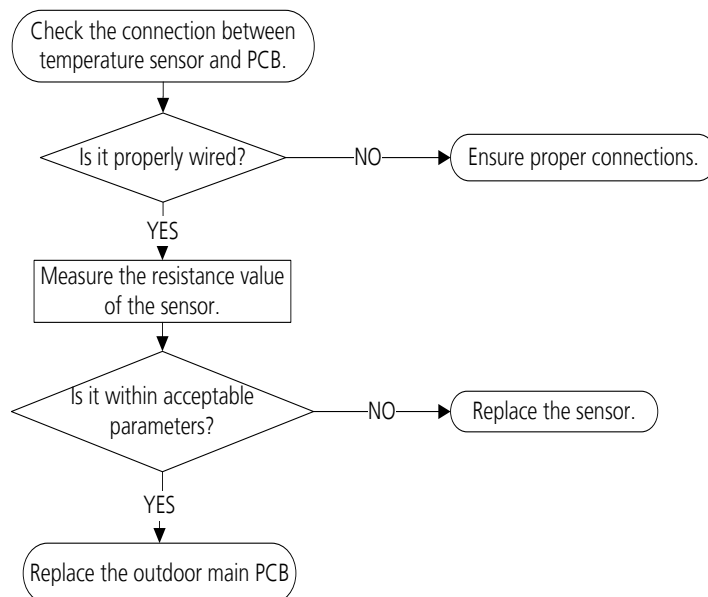 Check the connection between
temperature sensor and PCB.
Is it properly wired?
NO
Ensure proper connections.
YES
Measure the resistance value
of the sensor.
Is it within acceptable
parameters?
NO
Replace the sensor.
YES
Replace the outdoor main PCB